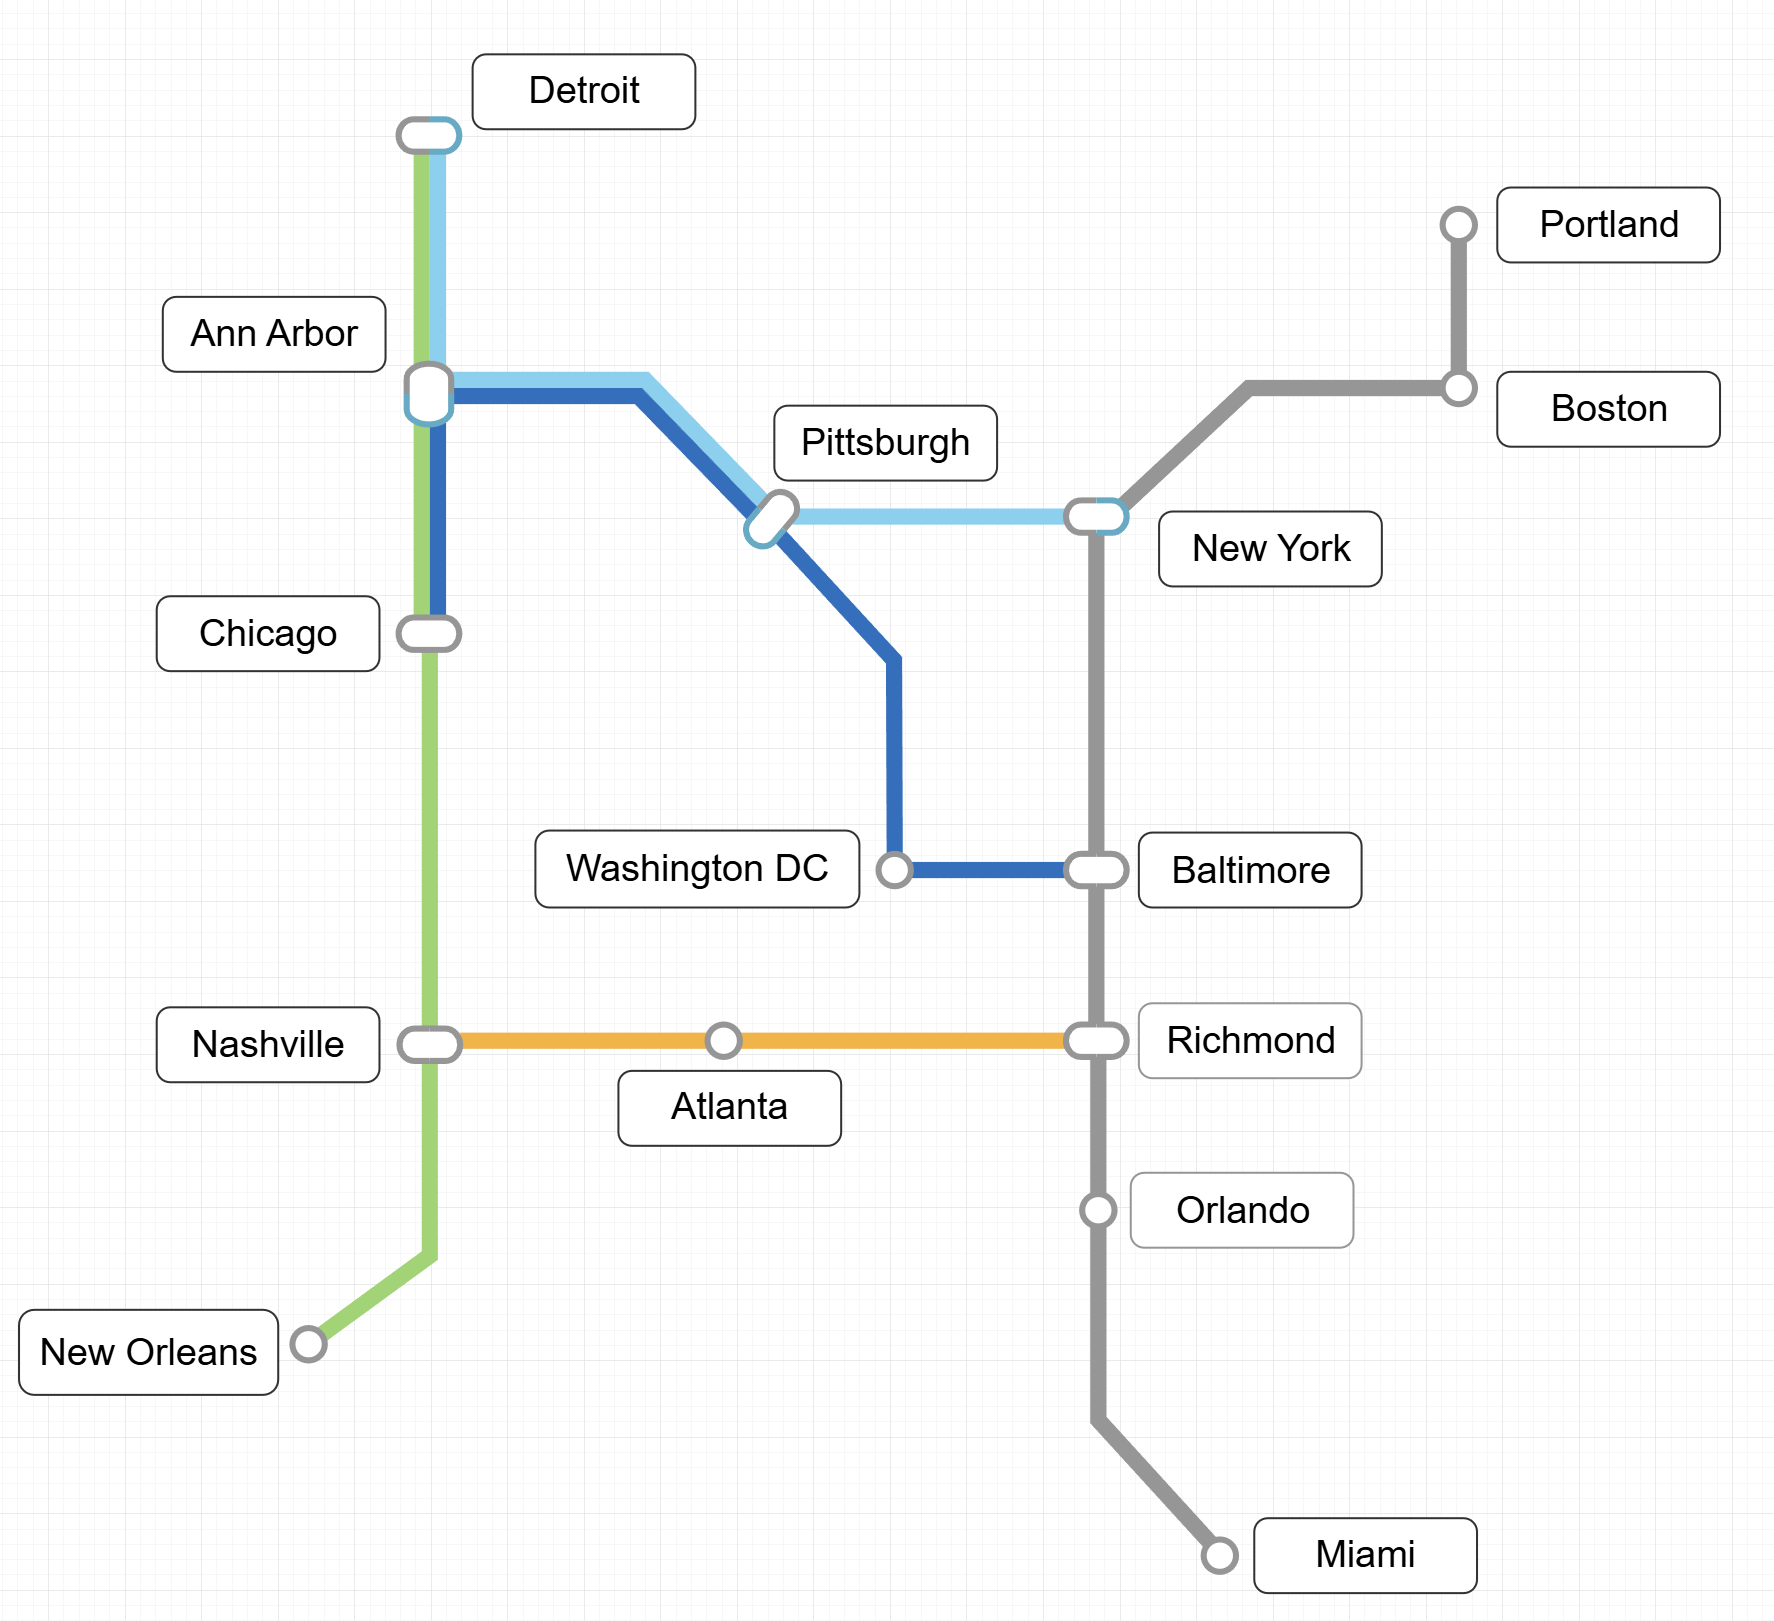 Detroit
Portland
Ann Arbor
Boston
Pittsburgh
New York
Chicago
Washington DC
Baltimore
Nashville
Richmond
Atlanta
Orlando
New Orleans
Miami